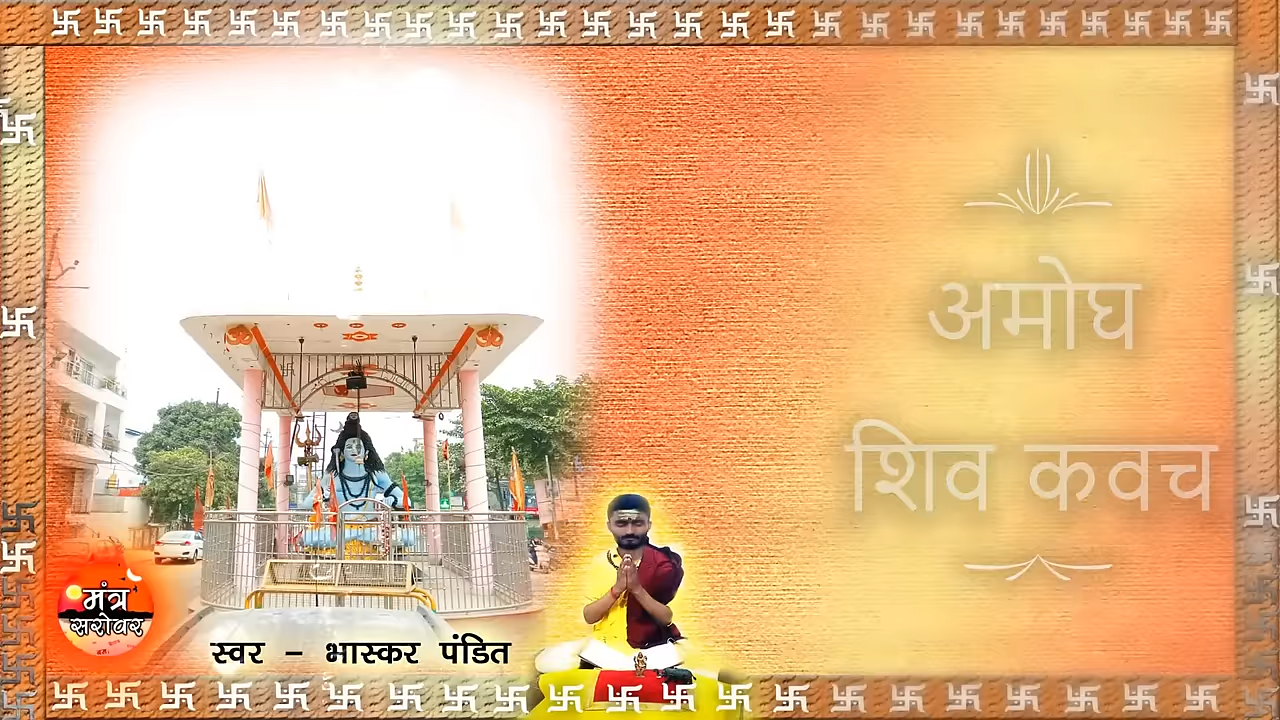 अमोघ
शिव कवच
मंत्र
सरोवर
स्वर – भास्कर पंडित